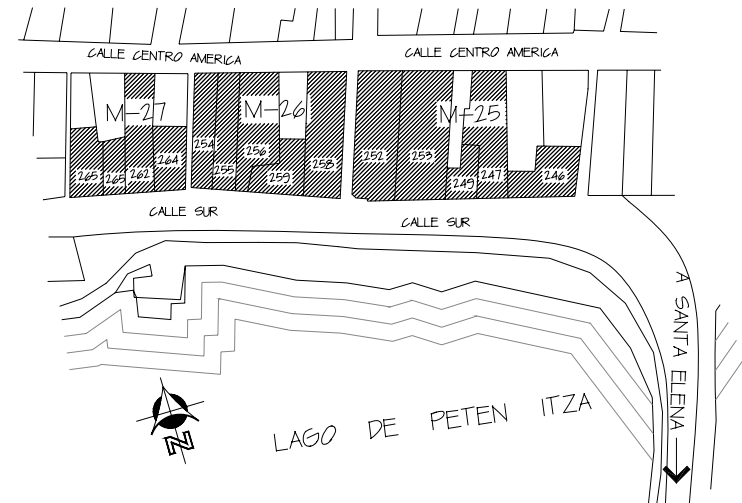 CALLE CENTRO AMERICA
CALLE CENTRO AMERICA
M-27
M-26
M-25
254
256
264
265
265
262
255
259
258
252
253
249
247
246
CALLE SUR
CALLE SUR
A SANTA ELENA
LAGO DE PETEN ITZA
N